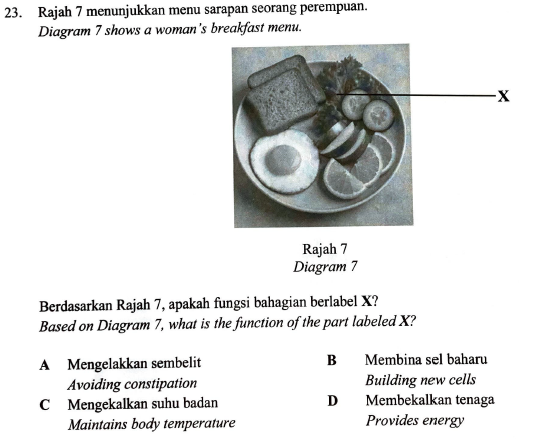 23. Rajah 7 menunjukkan menu sarapan seorang perempuan.
Diagram 7 shows a woman's breakfast menu.
X
Rajah 7
Diagram 7
Berdasarkan Rajah 7, apakah fungsi bahagian berlabel X?
Based on Diagram 7, what is the function of the part labeled X?
A Mengelakkan sembelit
Avoiding constipation
B Membina sel baharu
Building new cells
C Mengekalkan suhu badan
Maintains body temperature
D Membekalkan tenaga
Provides energy